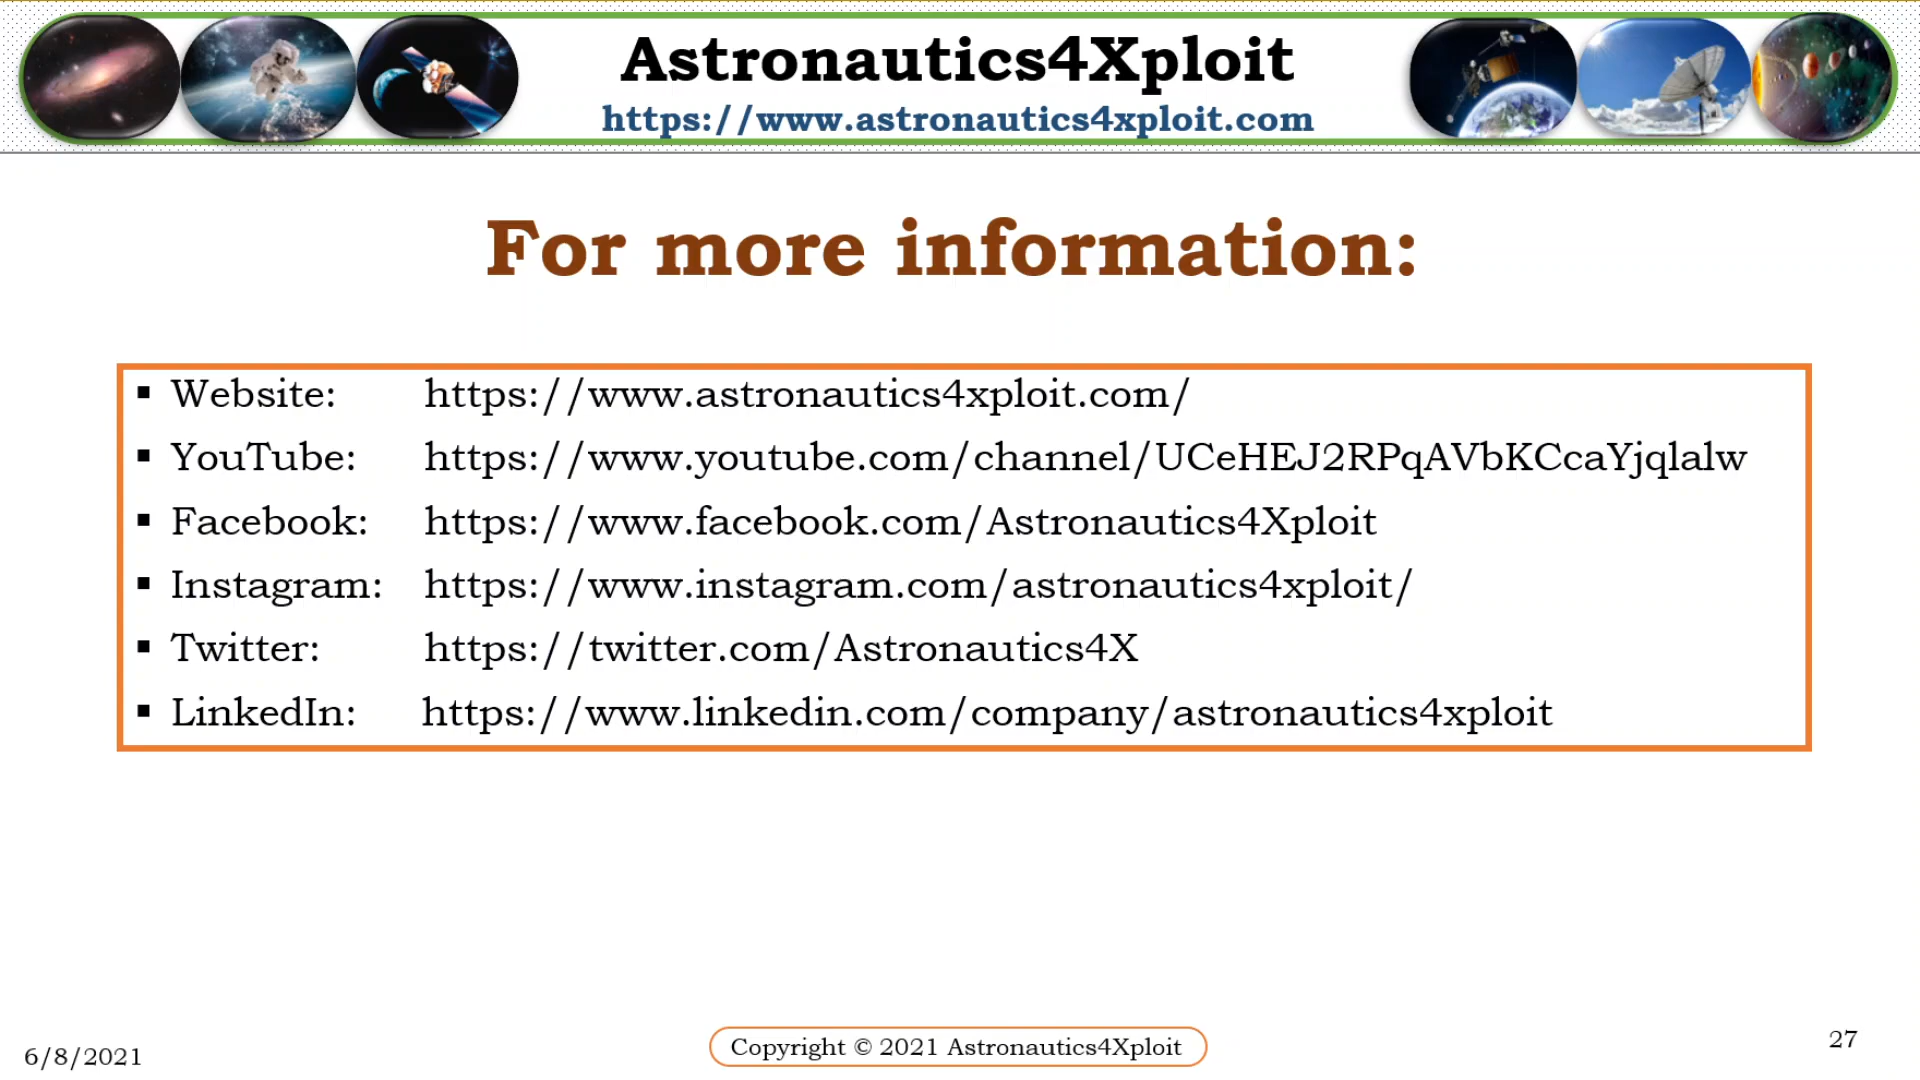 Astronautics4Xploit
https://www.astronautics4xploit.com
For more information:
▪ Website: https://www.astronautics4xploit.com/
▪ YouTube: https://www.youtube.com/channel/UCeHEJ2RPqAVbKCcaYjqlalw
▪ Facebook: https://www.facebook.com/Astronautics4Xploit
▪ Instagram: https://www.instagram.com/astronautics4xploit/
▪ Twitter: https://twitter.com/Astronautics4X
▪ LinkedIn: https://www.linkedin.com/company/astronautics4xploit
6/8/2021
Copyright © 2021 Astronautics4Xploit
27